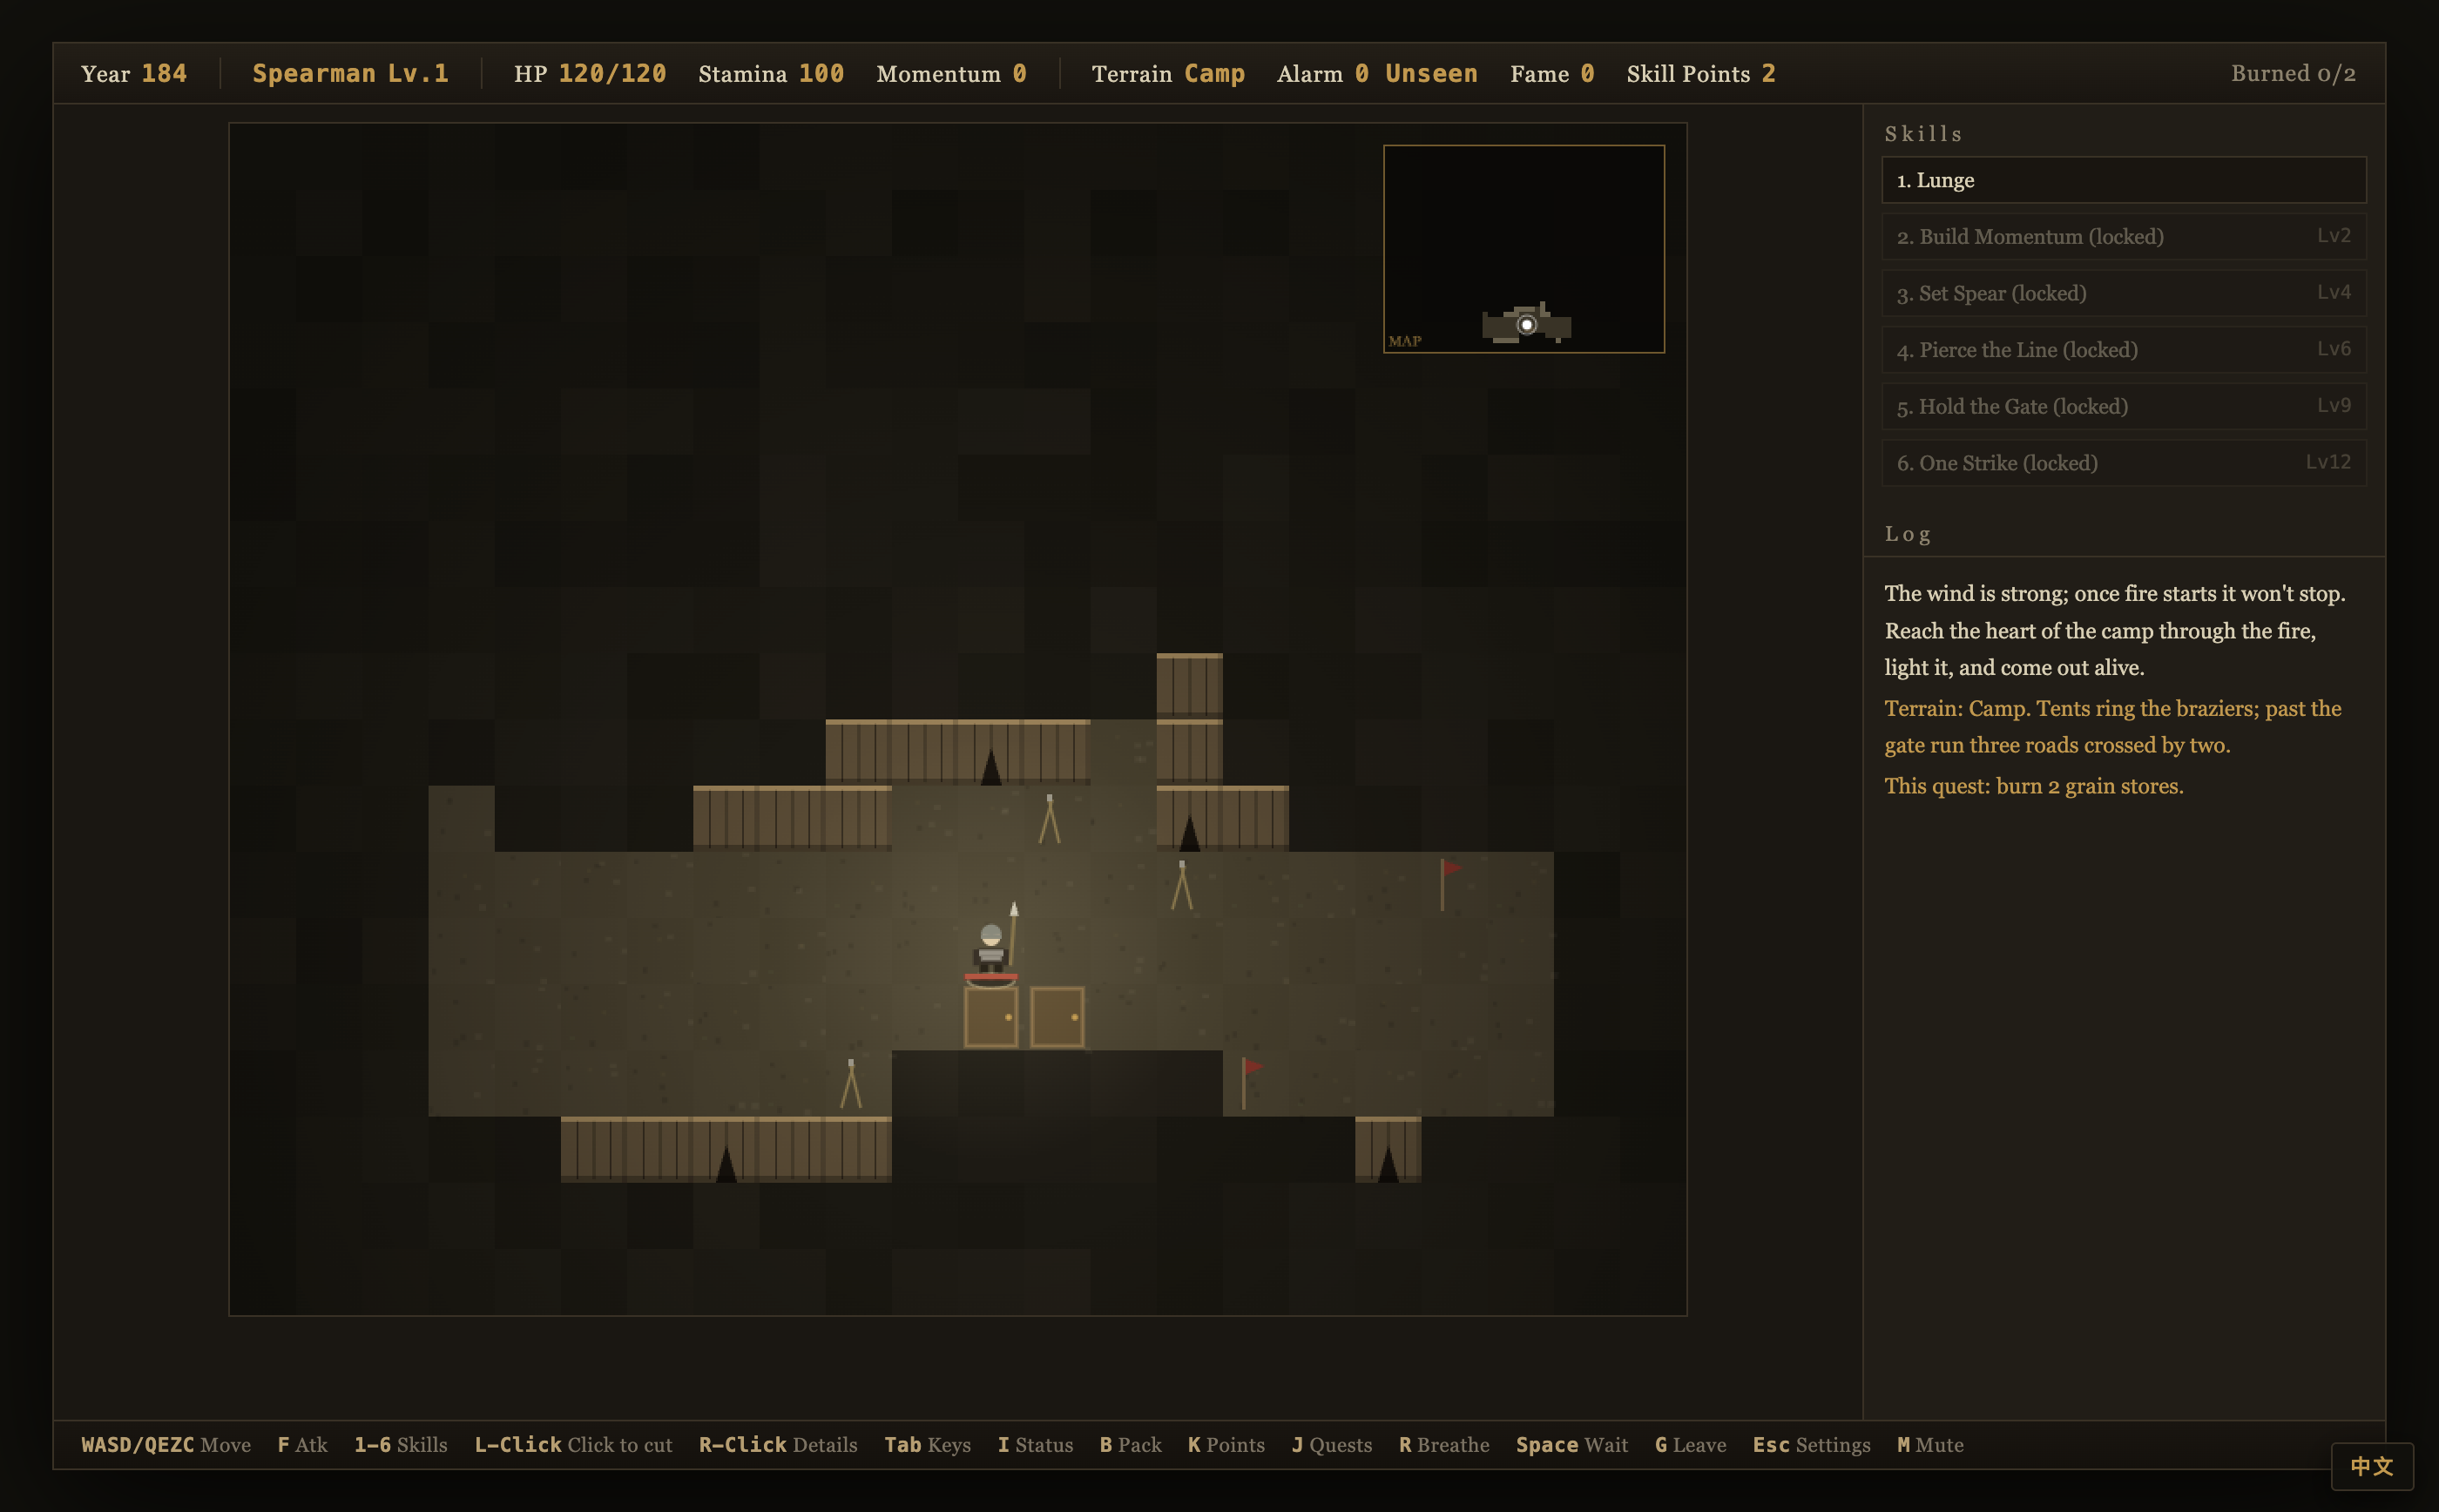 Year 184 Spearman Lv.1 HP 120/120 Stamina 100 Momentum 0 Terrain Camp Alarm 0 Unseen Fame 0 Skill Points 2 Burned 0/2
MAP
Skills
1. Lunge
2. Build Momentum (locked) Lv2
3. Set Spear (locked) Lv4
4. Pierce the Line (locked) Lv6
5. Hold the Gate (locked) Lv9
6. One Strike (locked) Lv12
Log
The wind is strong; once fire starts it won't stop.
Reach the heart of the camp through the fire,
light it, and come out alive.
Terrain: Camp. Tents ring the braziers; past the
gate run three roads crossed by two.
This quest: burn 2 grain stores.
WASD/QEZC Move F Atk 1–6 Skills L–Click Click to cut R–Click Details Tab Keys I Status B Pack K Points J Quests R Breathe Space Wait G Leave Esc Settings M Mute
中文